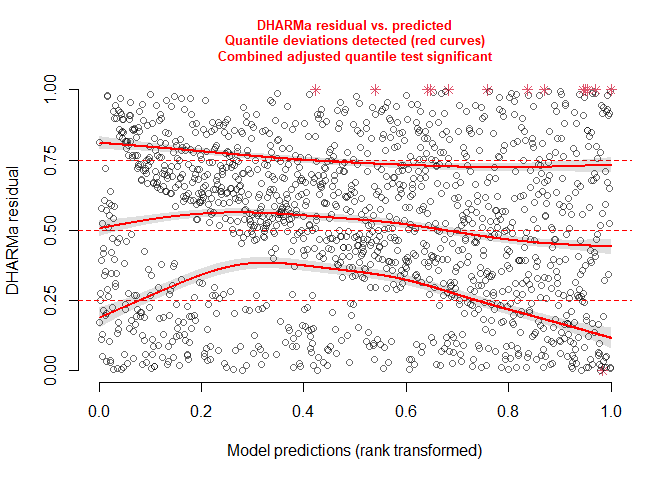 DHARMa residual vs. predicted
Quantile deviations detected (red curves)
Combined adjusted quantile test significant
1.00
0.75
0.50
0.25
0.00
DHARMa residual
0.0 0.2 0.4 0.6 0.8 1.0
Model predictions (rank transformed)